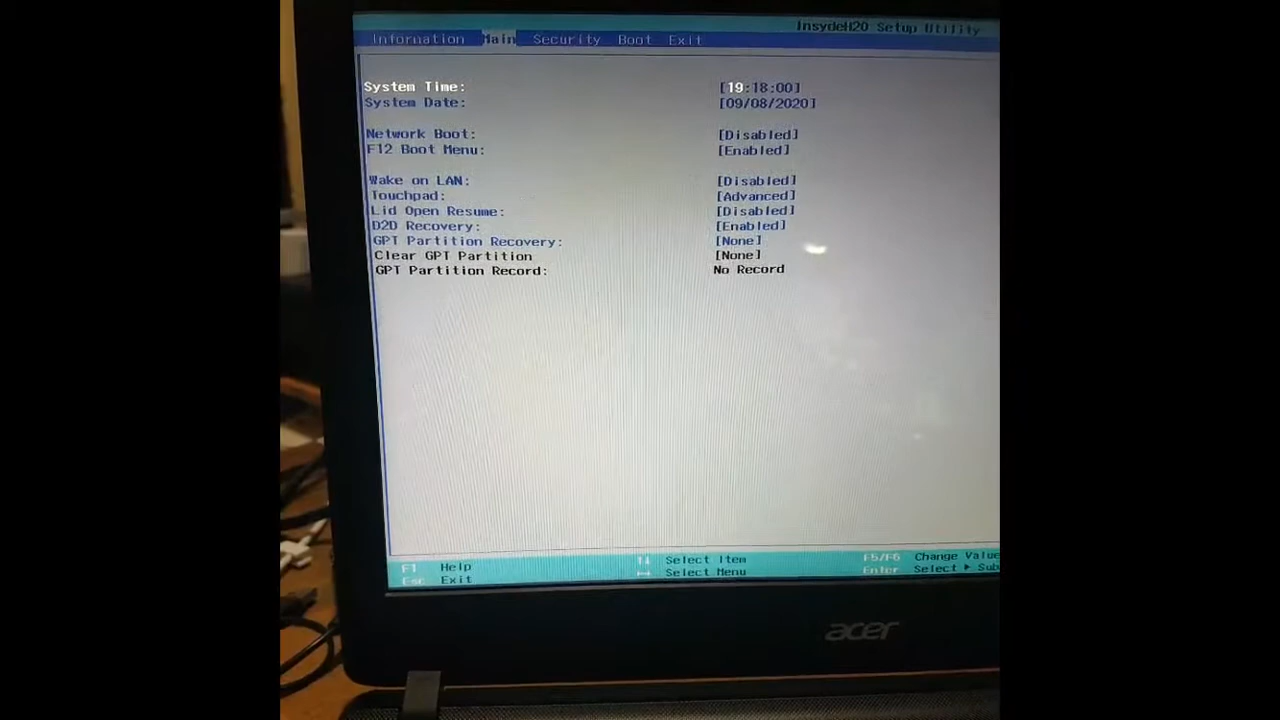 InsydeH20 Setup Utility
Information Main Security Boot Exit
System Time: [19:18:00]
System Date: [09/08/2020]
Network Boot: [Disabled]
F12 Boot Menu: [Enabled]
Wake on LAN: [Disabled]
Touchpad: [Advanced]
Lid Open Resume: [Disabled]
D2D Recovery: [Enabled]
GPT Partition Recovery: [None]
Clear GPT Partition [None]
GPT Partition Record: No Record
F1 Help ↑↓ Select Item F5/F6 Change Value
Esc Exit ←→ Select Menu Enter Select ▶ Sub
acer